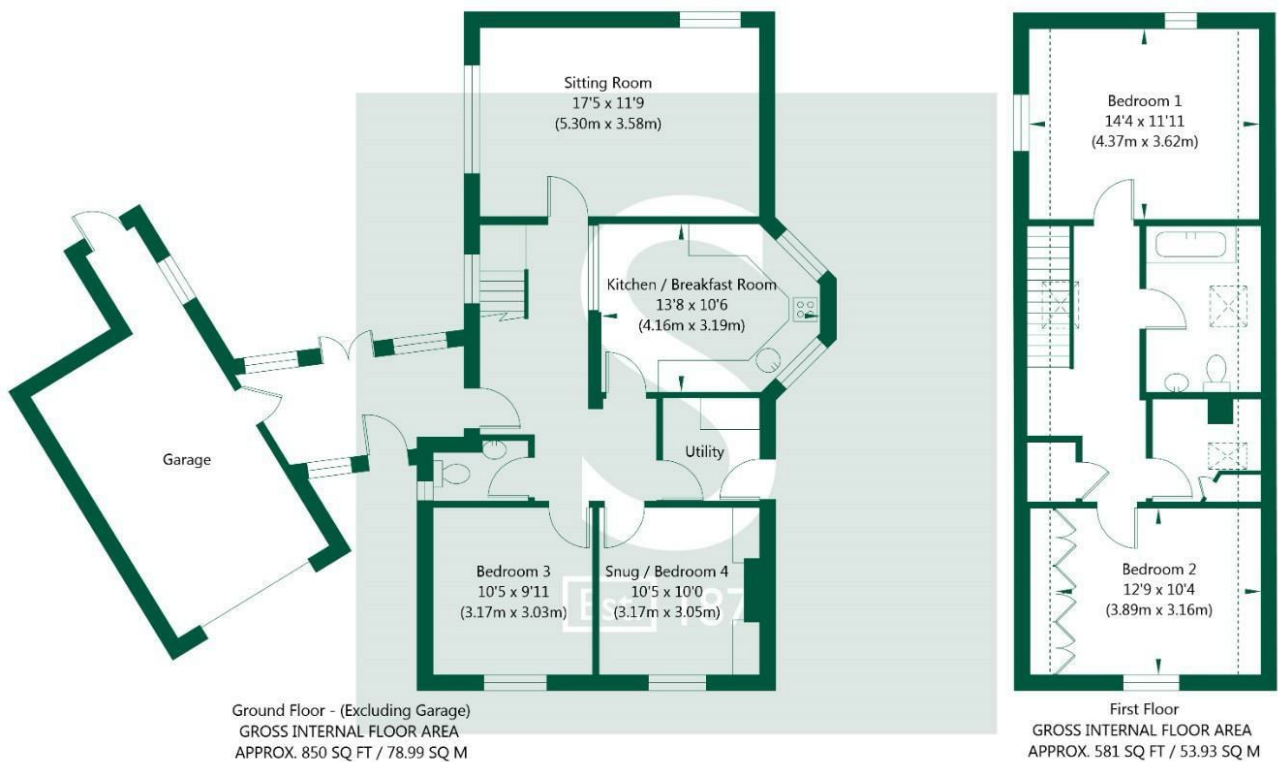 Sitting Room
17'5 x 11'9
(5.30m x 3.58m)
Kitchen / Breakfast Room
13'8 x 10'6
(4.16m x 3.19m)
Garage
Utility
Bedroom 3
10'5 x 9'11
(3.17m x 3.03m)
Snug / Bedroom 4
10'5 x 10'0
(3.17m x 3.05m)
S
Est
187
Ground Floor - (Excluding Garage)
GROSS INTERNAL FLOOR AREA
APPROX. 850 SQ FT / 78.99 SQ M
Bedroom 1
14'4 x 11'11
(4.37m x 3.62m)
Bedroom 2
12'9 x 10'4
(3.89m x 3.16m)
First Floor
GROSS INTERNAL FLOOR AREA
APPROX. 581 SQ FT / 53.93 SQ M